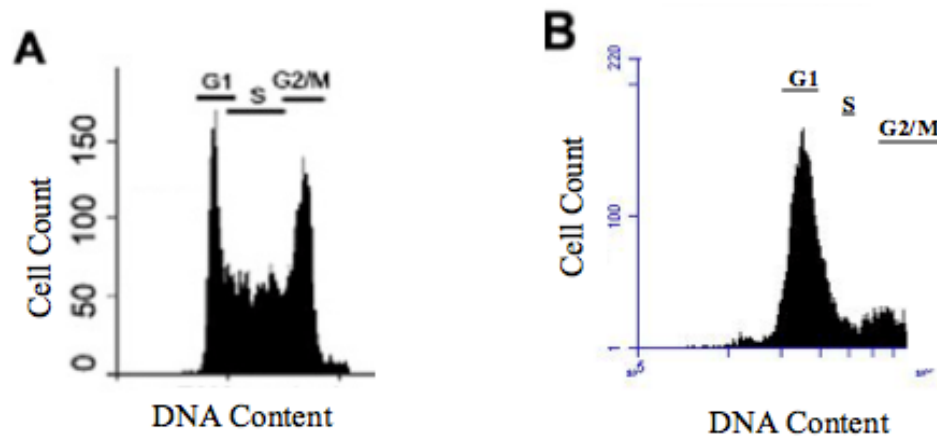 A
G1
S
G2/M
150
100
50
0
Cell Count
DNA Content
B
220
G1
S
G2/M
100
1
Cell Count
DNA Content